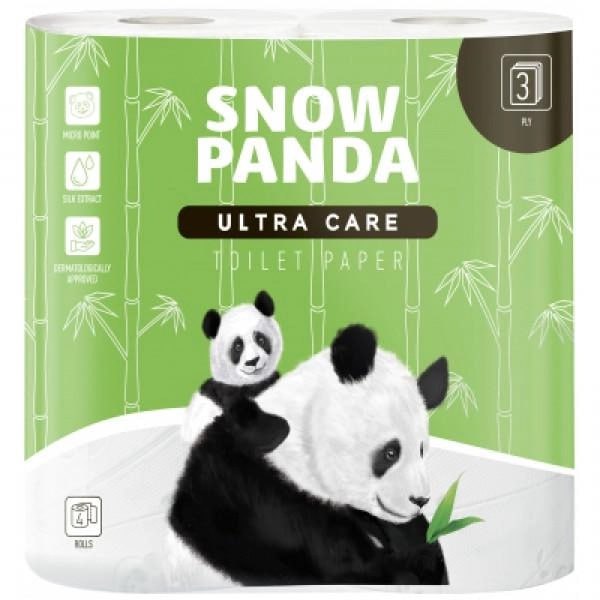 SNOW
PANDA
ULTRA CARE
TOILET PAPER
3
PLY
MICRO POINT
SILK EXTRACT
DERMATOLOGICALLY
APPROVED
4
ROLLS